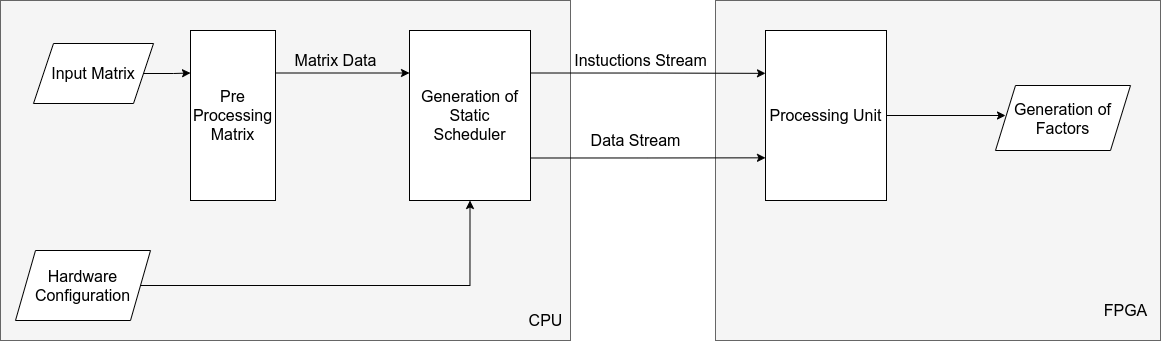 Input Matrix
Pre
Processing
Matrix
Matrix Data
Generation of
Static
Scheduler
Instuctions Stream
Data Stream
Processing Unit
Generation of
Factors
Hardware
Configuration
CPU
FPGA